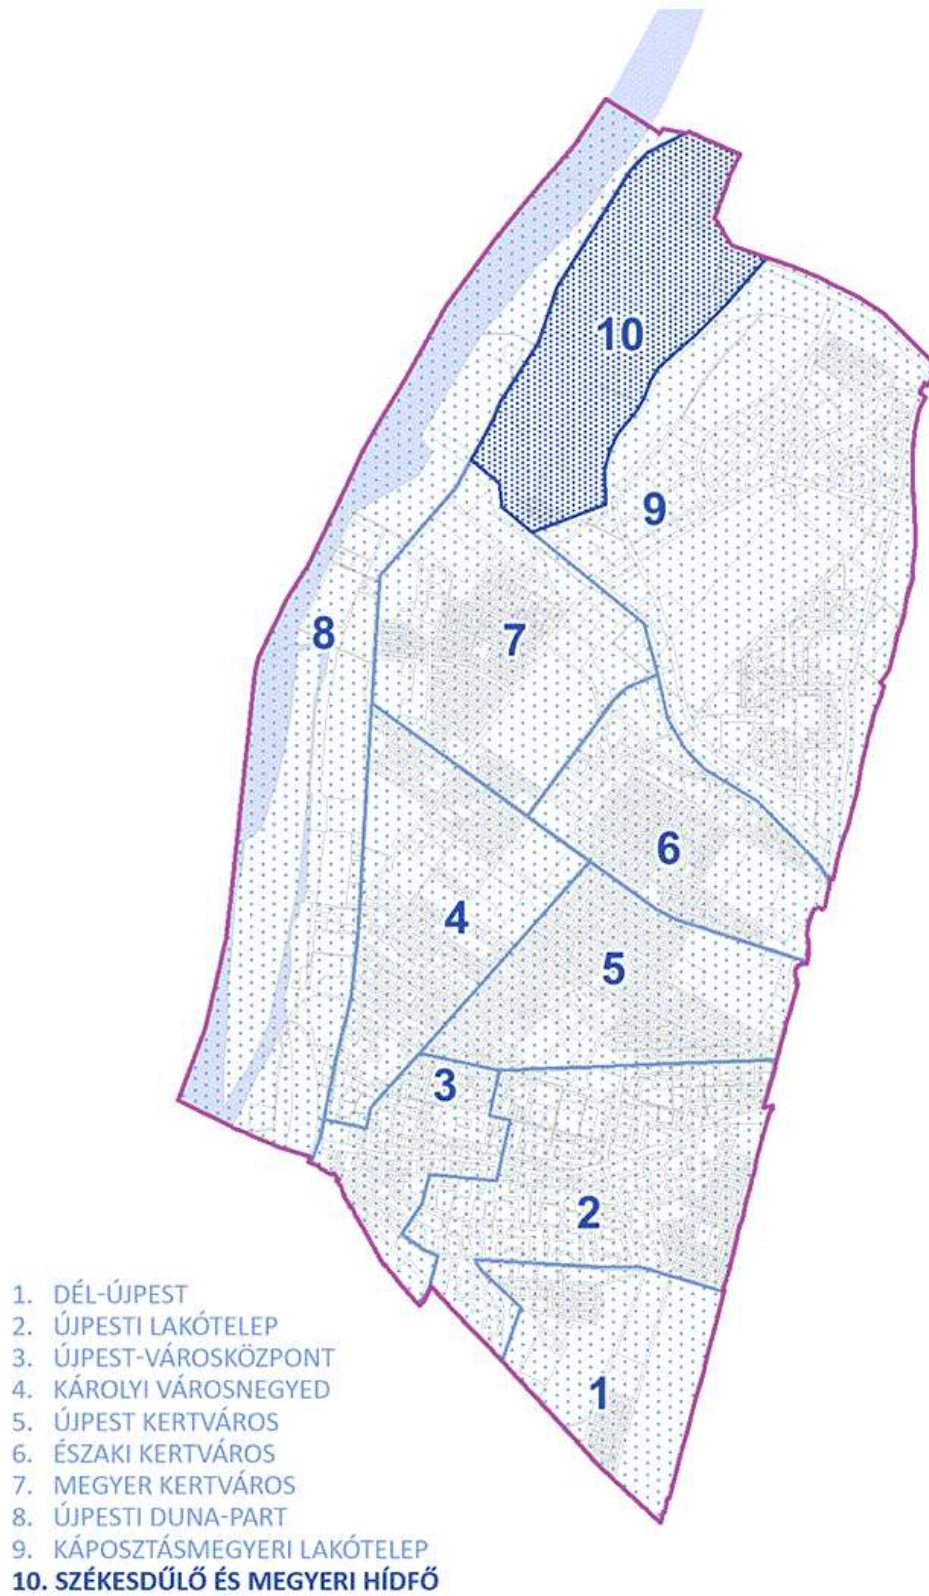 10
9
8
7
6
4
5
3
2
1
1. DÉL-ÚJPEST
2. ÚJPESTI LAKÓTELEP
3. ÚJPEST-VÁROSKÖZPONT
4. KÁROLYI VÁROSNEGYED
5. ÚJPEST KERTVÁROS
6. ÉSZAKI KERTVÁROS
7. MEGYER KERTVÁROS
8. ÚJPESTI DUNA-PART
9. KÁPOSZTÁSMEGYERI LAKÓTELEP
10. SZÉKESDŰLŐ ÉS MEGYERI HÍDFŐ